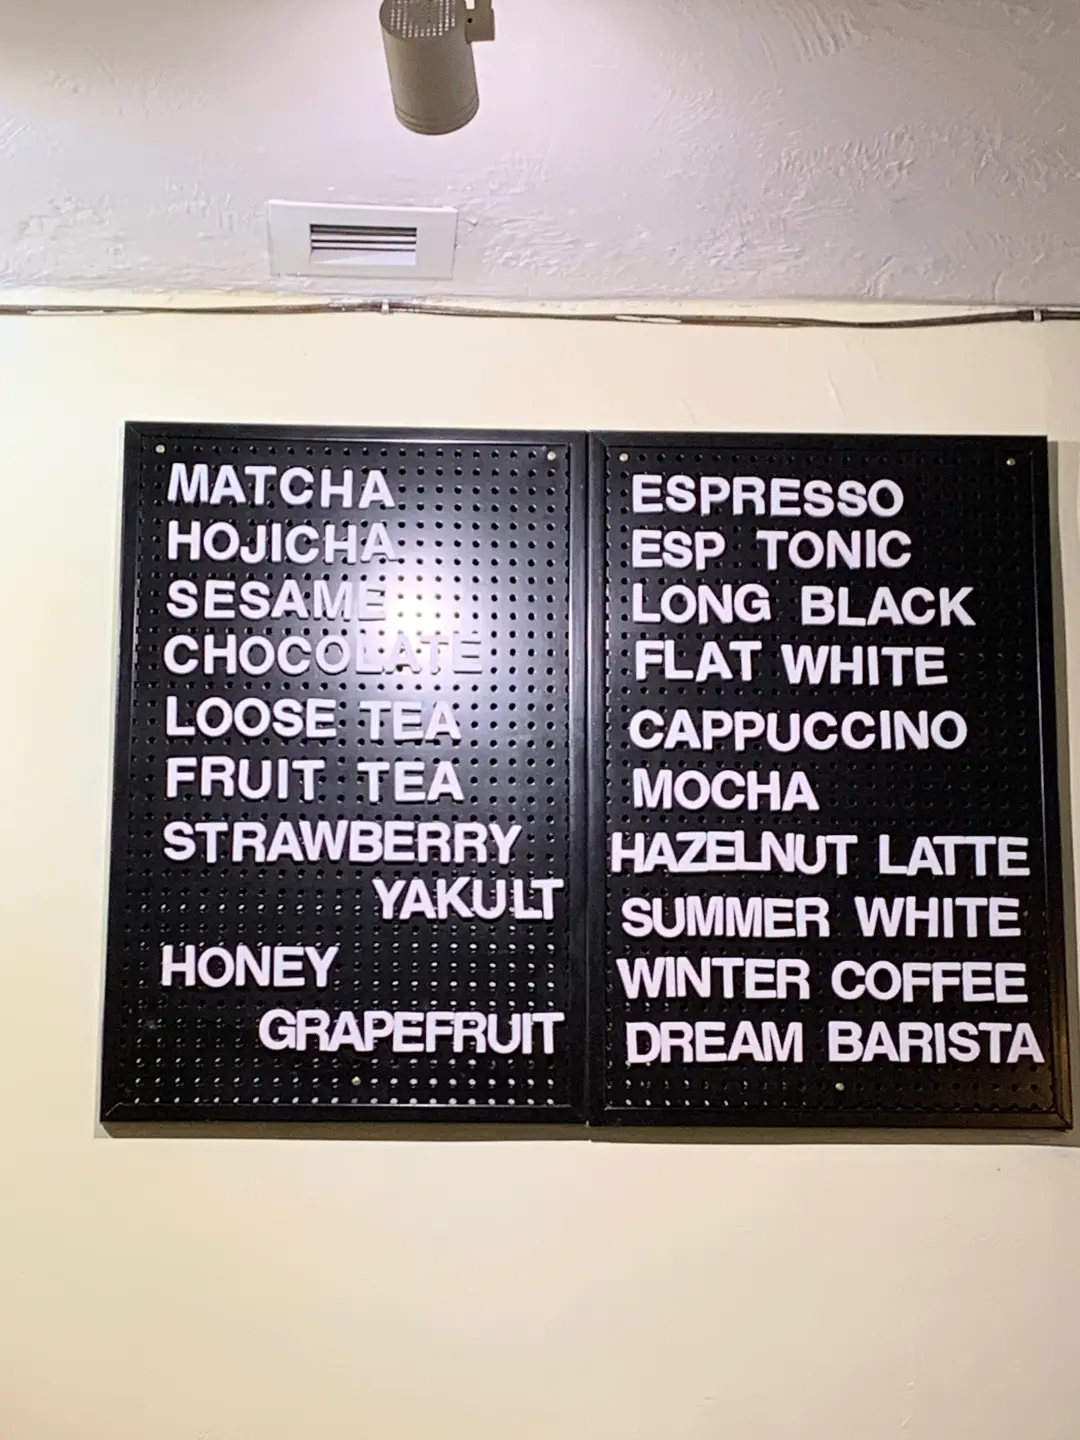 MATCHA
HOJICHA
SESAME
CHOCOLATE
LOOSE TEA
FRUIT TEA
STRAWBERRY
YAKULT
HONEY
GRAPEFRUIT
ESPRESSO
ESP TONIC
LONG BLACK
FLAT WHITE
CAPPUCCINO
MOCHA
HAZELNUT LATTE
SUMMER WHITE
WINTER COFFEE
DREAM BARISTA